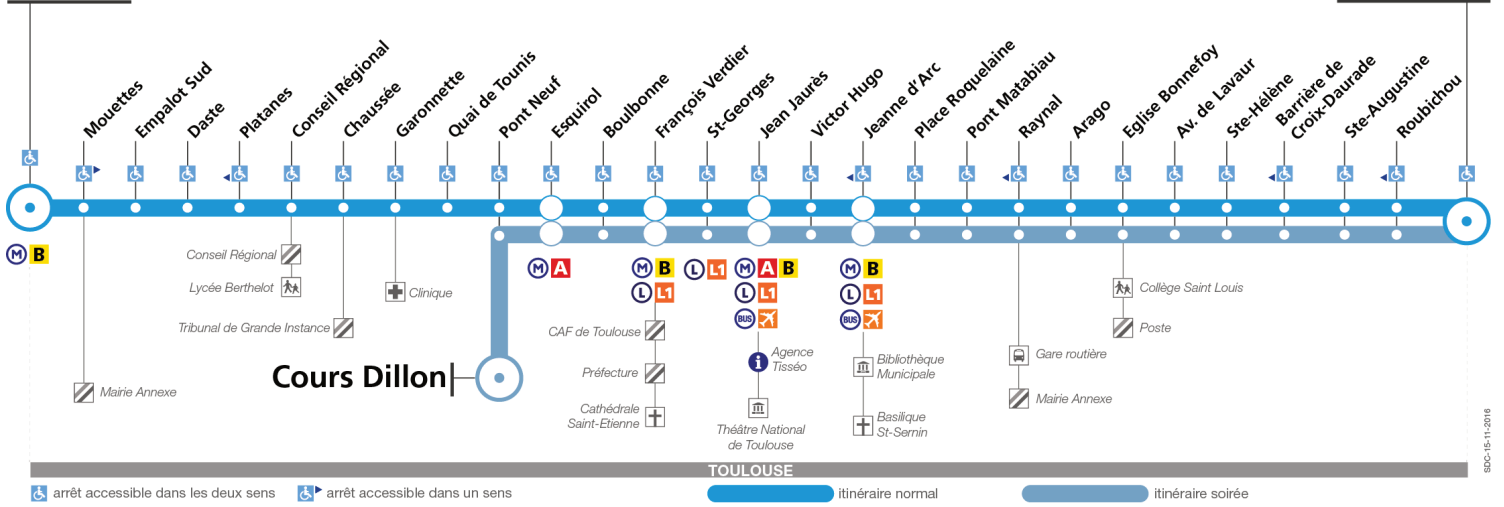 Mouettes
Empalot Sud
Daste
Platanes
Conseil Régional
Chaussée
Garonnette
Quai de Tounis
Pont Neuf
Esquirol
Boulbonne
François Verdier
St-Georges
Jean Jaurès
Victor Hugo
Jeanne d'Arc
Place Roquelaine
Pont Matabiau
Raynal
Arago
Eglise Bonnefoy
Av. de Lavaur
Ste-Hélène
Barrière de
Croix-Daurade
Ste-Augustine
Roubichou
M B
M A
M B
L L1
L L1
M A B
L L1
BUS
M B
L L1
BUS
Conseil Régional
Lycée Berthelot
Tribunal de Grande Instance
Clinique
Mairie Annexe
Cours Dillon
CAF de Toulouse
Préfecture
Cathédrale
Saint-Etienne
i
Agence
Tisséo
Théâtre National
de Toulouse
Bibliothèque
Municipale
Basilique
St-Sernin
Gare routière
Mairie Annexe
Collège Saint Louis
Poste
SDC-15-11-2016
TOULOUSE
arrêt accessible dans les deux sens
arrêt accessible dans un sens
itinéraire normal
itinéraire soirée